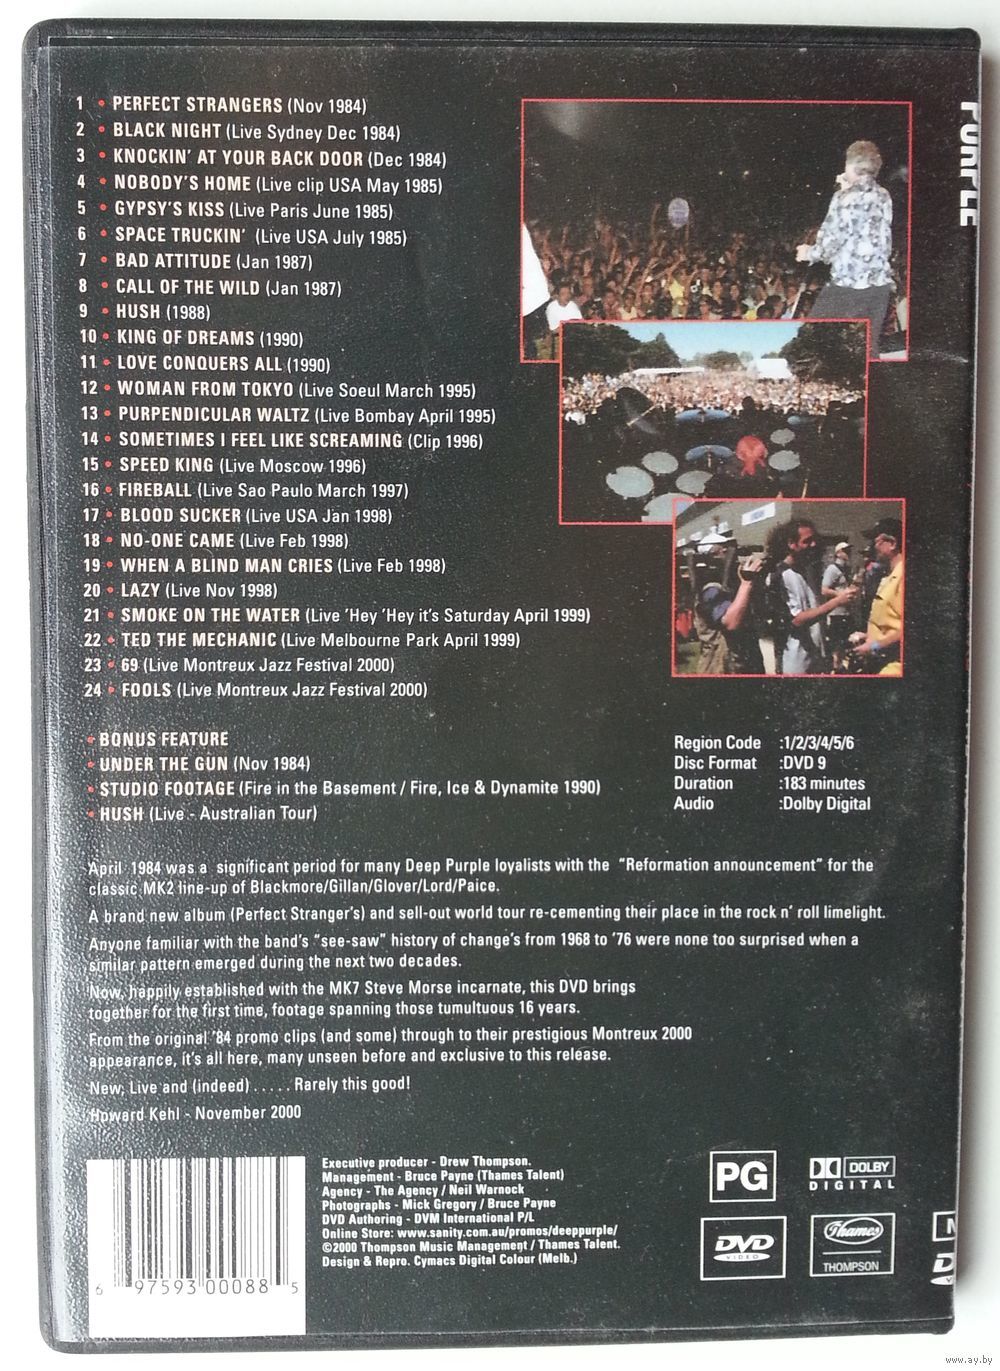 1 • PERFECT STRANGERS (Nov 1984)
2 • BLACK NIGHT (Live Sydney Dec 1984)
3 • KNOCKIN' AT YOUR BACK DOOR (Dec 1984)
4 • NOBODY'S HOME (Live clip USA May 1985)
5 • GYPSY'S KISS (Live Paris June 1985)
6 • SPACE TRUCKIN' (Live USA July 1985)
7 • BAD ATTITUDE (Jan 1987)
8 • CALL OF THE WILD (Jan 1987)
9 • HUSH (1988)
10 • KING OF DREAMS (1990)
11 • LOVE CONQUERS ALL (1990)
12 • WOMAN FROM TOKYO (Live Soeul March 1995)
13 • PURPENDICULAR WALTZ (Live Bombay April 1995)
14 • SOMETIMES I FEEL LIKE SCREAMING (Clip 1996)
15 • SPEED KING (Live Moscow 1996)
16 • FIREBALL (Live Sao Paulo March 1997)
17 • BLOOD SUCKER (Live USA Jan 1998)
18 • NO-ONE CAME (Live Feb 1998)
19 • WHEN A BLIND MAN CRIES (Live Feb 1998)
20 • LAZY (Live Nov 1998)
21 • SMOKE ON THE WATER (Live 'Hey 'Hey it's Saturday April 1999)
22 • TED THE MECHANIC (Live Melbourne Park April 1999)
23 • 69 (Live Montreux Jazz Festival 2000)
24 • FOOLS (Live Montreux Jazz Festival 2000)
• BONUS FEATURE
• UNDER THE GUN (Nov 1984)
• STUDIO FOOTAGE (Fire in the Basement / Fire, Ice & Dynamite 1990)
• HUSH (Live - Australian Tour)
Region Code :1/2/3/4/5/6
Disc Format :DVD 9
Duration :183 minutes
Audio :Dolby Digital
April 1984 was a significant period for many Deep Purple loyalists with the "Reformation announcement" for the
classic MK2 line-up of Blackmore/Gillan/Glover/Lord/Paice.
A brand new album (Perfect Stranger's) and sell-out world tour re-cementing their place in the rock n' roll limelight.
Anyone familiar with the band's "see-saw" history of change's from 1968 to '76 were none too surprised when a
similar pattern emerged during the next two decades.
Now, happily established with the MK7 Steve Morse incarnate, this DVD brings
together for the first time, footage spanning those tumultuous 16 years.
From the original '84 promo clips (and some) through to their prestigious Montreux 2000
appearance, it's all here, many unseen before and exclusive to this release.
New, Live and (indeed) . . . . . Rarely this good!
Howard Kehl - November 2000
Executive producer - Drew Thompson.
Management - Bruce Payne (Thames Talent)
Agency - The Agency / Neil Warnock
Photographs - Mick Gregory / Bruce Payne
DVD Authoring - DVM International P/L
Online Store: www.sanity.com.au/promos/deeppurple/
©2000 Thompson Music Management / Thames Talent.
Design & Repro. Cymacs Digital Colour (Melb.)
6 97593 00088 5
PG
DOLBY
DIGITAL
DVD
VIDEO
Thames
THOMPSON
PURPLE
www.ay.by